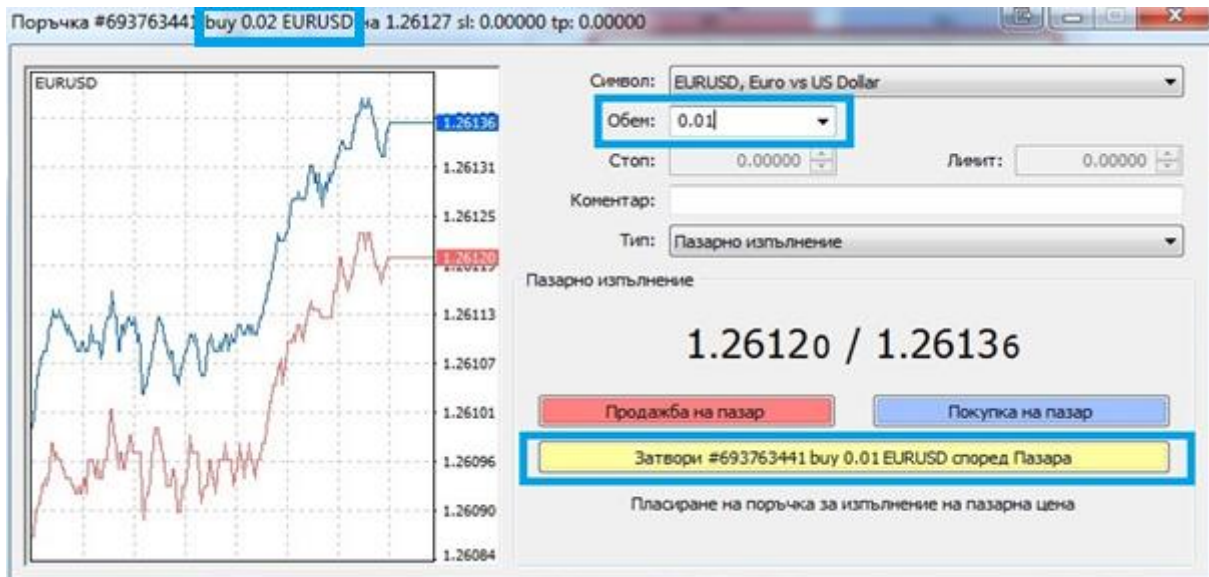 Поръчка #693763441 buy 0.02 EURUSD на 1.26127 sl: 0.00000 tp: 0.00000
EURUSD
1.26136
1.26131
1.26125
1.26120
1.26113
1.26107
1.26101
1.26096
1.26090
1.26084
Символ: EURUSD, Euro vs US Dollar
Обем: 0.01
Стоп: 0.00000 Лимит: 0.00000
Коментар:
Тип: Пазарно изпълнение
Пазарно изпълнение
1.26120 / 1.26136
Продажба на пазар Покупка на пазар
Затвори #693763441 buy 0.01 EURUSD според Пазара
Пласиране на поръчка за изпълнение на пазарна цена